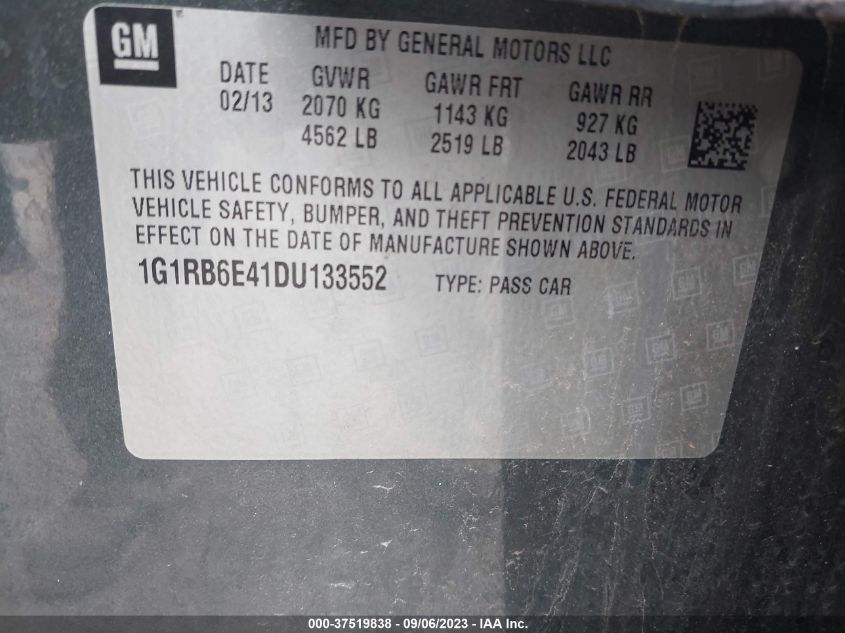 GM
MFD BY GENERAL MOTORS LLC
DATE GVWR GAWR FRT GAWR RR
02/13 2070 KG 1143 KG 927 KG
4562 LB 2519 LB 2043 LB
THIS VEHICLE CONFORMS TO ALL APPLICABLE U.S. FEDERAL MOTOR
VEHICLE SAFETY, BUMPER, AND THEFT PREVENTION STANDARDS IN
EFFECT ON THE DATE OF MANUFACTURE SHOWN ABOVE.
1G1RB6E41DU133552 TYPE: PASS CAR
000-37519838 - 09/06/2023 - IAA Inc.